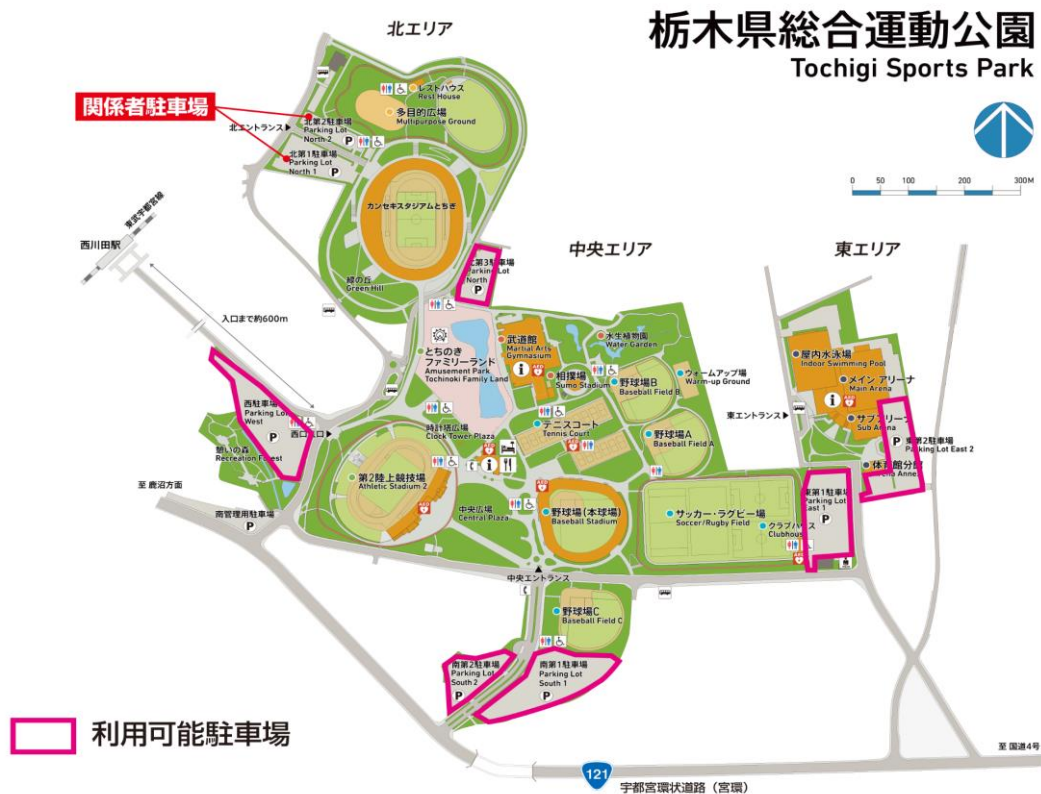 栃木県総合運動公園
Tochigi Sports Park
北エリア
関係者駐車場
レストハウス
Rest House
多目的広場
Multipurpose Ground
北エントランス
北第2駐車場
Parking Lot
North 2
P
北第1駐車場
Parking Lot
North 1
P
カンセキスタジアムとちぎ
0 50 100 200 300M
東武宇都宮線
西川田駅
中央エリア
東エリア
第3駐車場
Parking Lot
North
P
緑の丘
Green Hill
入口まで約600m
とちのき
ファミリーランド
Amusement Park
Tochinoki Family Land
武道館
Martial Arts
Gymnasium
水生植物園
Water Garden
相撲場
Sumo Stadium
野球場B
Baseball Field B
ウォームアップ場
Warm-up Ground
屋内水泳場
Indoor Swimming Pool
メインアリーナ
Main Arena
サブアリーナ
Sub Arena
東エントランス
第2駐車場
Parking Lot East 2
P
体育館分館
Annex
西駐車場
Parking Lot
West
P
西口入口
憩いの森
Recreation Forest
時計塔広場
Clock Tower Plaza
テニスコート
Tennis Court
野球場A
Baseball Field A
AED
第2陸上競技場
Athletic Stadium 2
至 鹿沼方面
南管理用駐車場
P
中央広場
Central Plaza
野球場(本球場)
Baseball Stadium
サッカー・ラグビー場
Soccer/Rugby Field
クラブハウス
Clubhouse
東第1駐車場
Parking Lot
East 1
P
中央エントランス
野球場C
Baseball Field C
南第2駐車場
Parking Lot
South 2
P
南第1駐車場
Parking Lot
South 1
P
利用可能駐車場
至 国道4号
121
宇都宮環状道路（宮環）